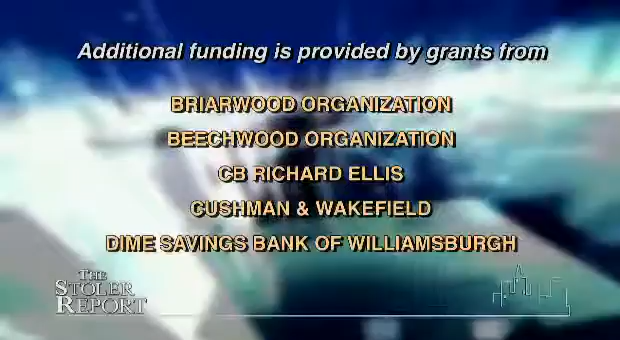 Additional funding is provided by grants from
BRIARWOOD ORGANIZATION
BEECHWOOD ORGANIZATION
CB RICHARD ELLIS
CUSHMAN & WAKEFIELD
DIME SAVINGS BANK OF WILLIAMSBURGH
THE
STOLER
REPORT